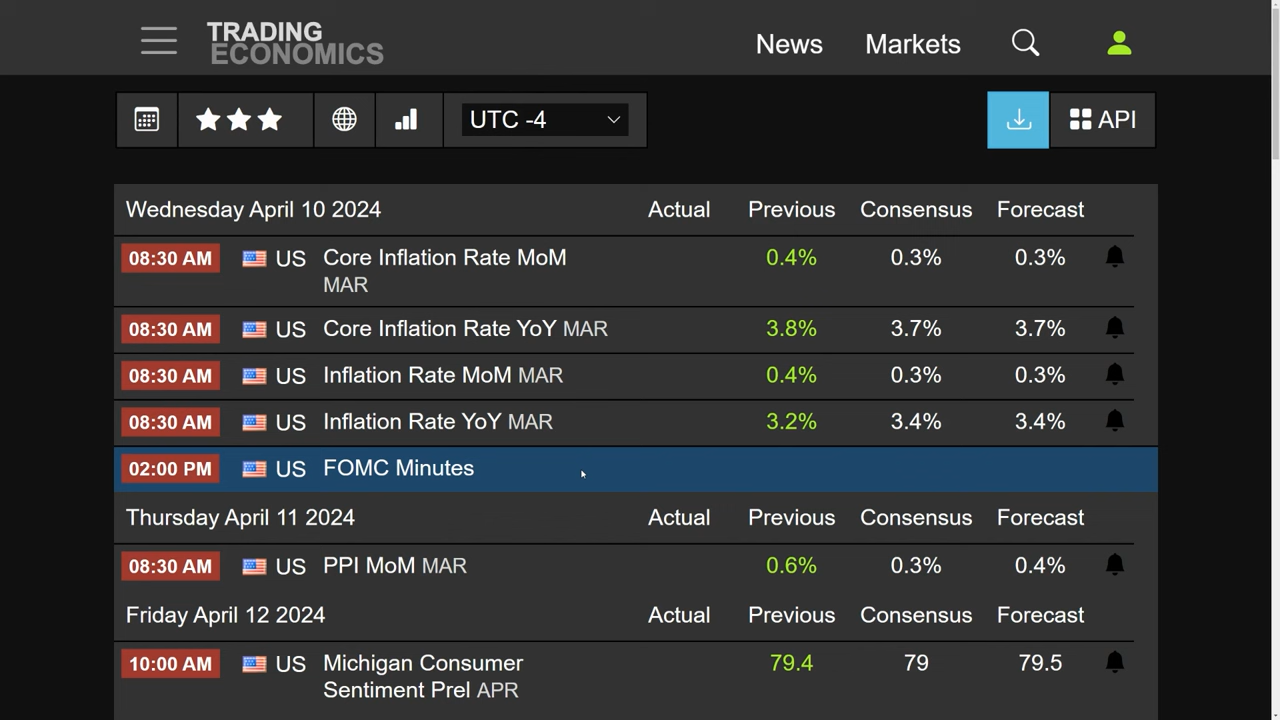 TRADING
ECONOMICS
News Markets
UTC -4
API
Wednesday April 10 2024 Actual Previous Consensus Forecast
08:30 AM US Core Inflation Rate MoM 0.4% 0.3% 0.3%
MAR
08:30 AM US Core Inflation Rate YoY MAR 3.8% 3.7% 3.7%
08:30 AM US Inflation Rate MoM MAR 0.4% 0.3% 0.3%
08:30 AM US Inflation Rate YoY MAR 3.2% 3.4% 3.4%
02:00 PM US FOMC Minutes
Thursday April 11 2024 Actual Previous Consensus Forecast
08:30 AM US PPI MoM MAR 0.6% 0.3% 0.4%
Friday April 12 2024 Actual Previous Consensus Forecast
10:00 AM US Michigan Consumer 79.4 79 79.5
Sentiment Prel APR